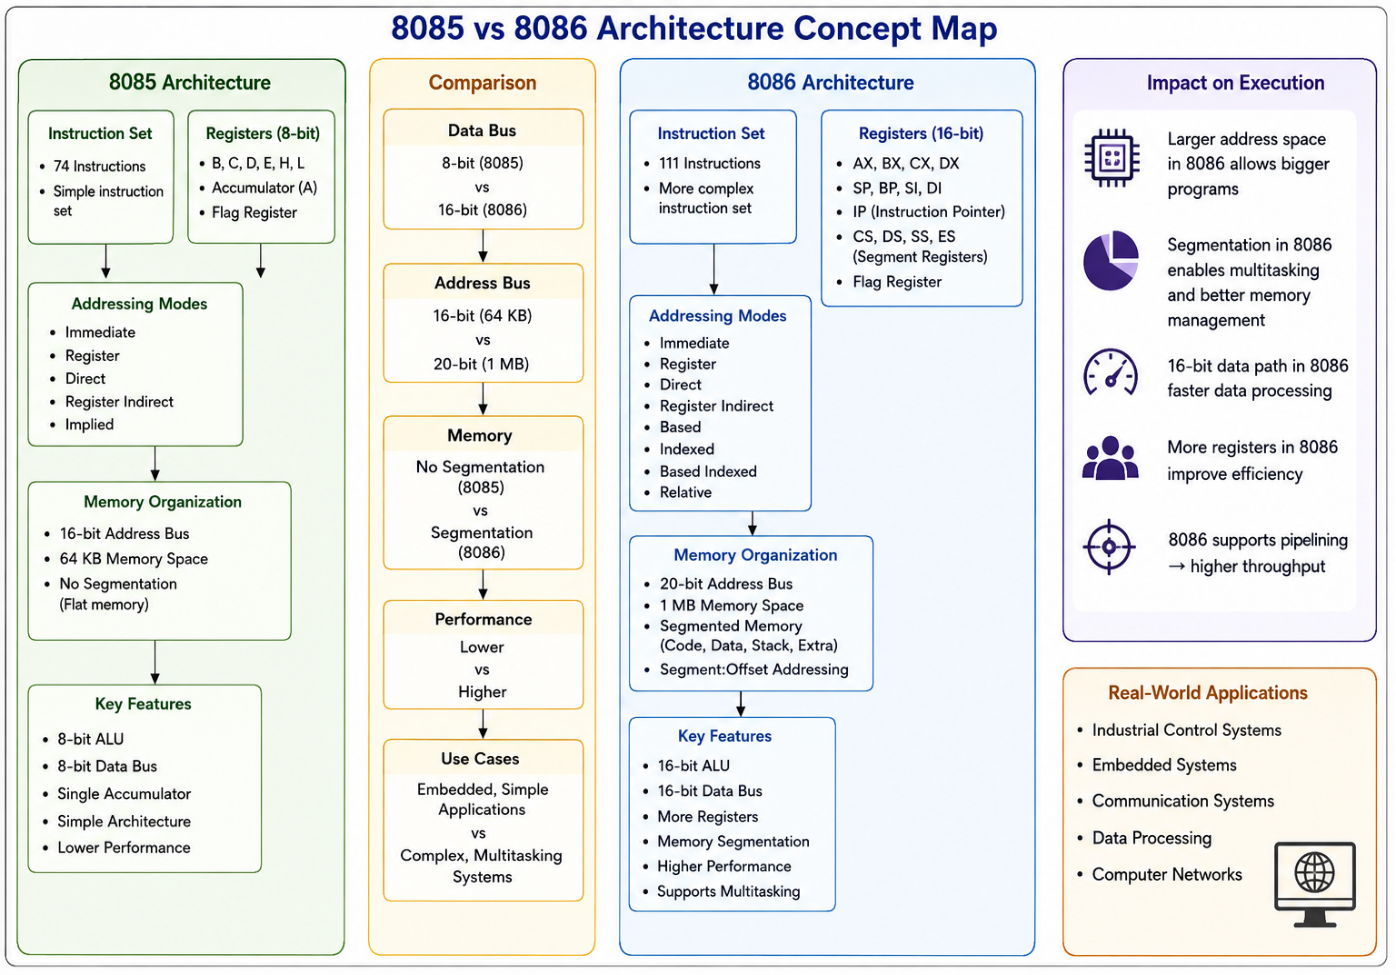 8085 vs 8086 Architecture Concept Map
8085 Architecture
Instruction Set
• 74 Instructions
• Simple instruction
set
Registers (8-bit)
• B, C, D, E, H, L
• Accumulator (A)
• Flag Register
Addressing Modes
• Immediate
• Register
• Direct
• Register Indirect
• Implied
Memory Organization
• 16-bit Address Bus
• 64 KB Memory Space
• No Segmentation
(Flat memory)
Key Features
• 8-bit ALU
• 8-bit Data Bus
• Single Accumulator
• Simple Architecture
• Lower Performance
Comparison
Data Bus
8-bit (8085)
vs
16-bit (8086)
Address Bus
16-bit (64 KB)
vs
20-bit (1 MB)
Memory
No Segmentation
(8085)
vs
Segmentation
(8086)
Performance
Lower
vs
Higher
Use Cases
Embedded, Simple
Applications
vs
Complex, Multitasking
Systems
8086 Architecture
Instruction Set
• 111 Instructions
• More complex
instruction set
Registers (16-bit)
• AX, BX, CX, DX
• SP, BP, SI, DI
• IP (Instruction Pointer)
• CS, DS, SS, ES
(Segment Registers)
• Flag Register
Addressing Modes
• Immediate
• Register
• Direct
• Register Indirect
• Based
• Indexed
• Based Indexed
• Relative
Memory Organization
• 20-bit Address Bus
• 1 MB Memory Space
• Segmented Memory
(Code, Data, Stack, Extra)
• Segment:Offset Addressing
Key Features
• 16-bit ALU
• 16-bit Data Bus
• More Registers
• Memory Segmentation
• Higher Performance
• Supports Multitasking
Impact on Execution
Larger address space
in 8086 allows bigger
programs
Segmentation in 8086
enables multitasking
and better memory
management
16-bit data path in 8086
faster data processing
More registers in 8086
improve efficiency
8086 supports pipelining
→ higher throughput
Real-World Applications
• Industrial Control Systems
• Embedded Systems
• Communication Systems
• Data Processing
• Computer Networks